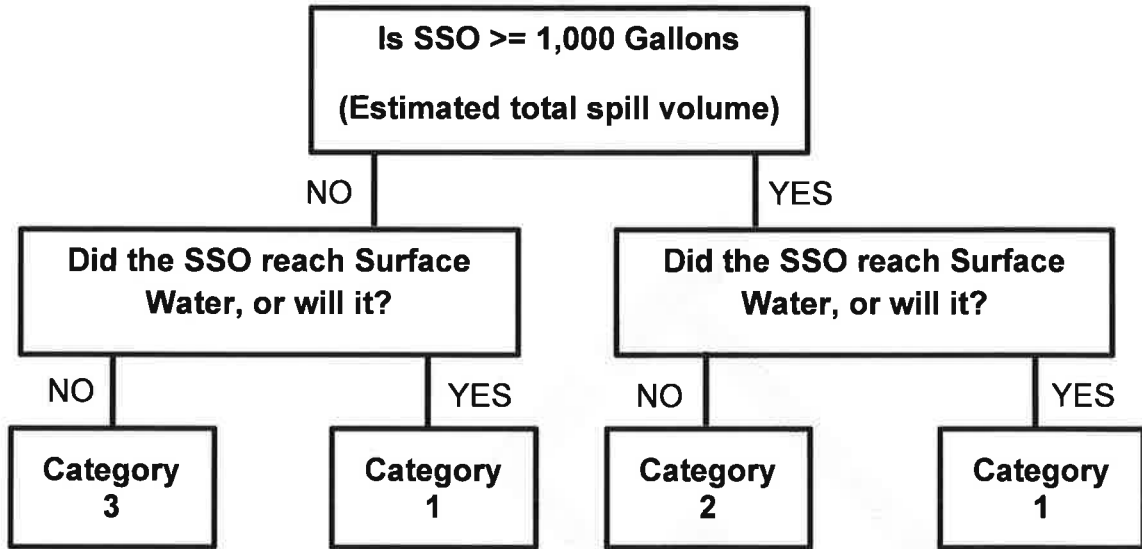 Is SSO >= 1,000 Gallons
(Estimated total spill volume)
NO
YES
Did the SSO reach Surface
Water, or will it?
Did the SSO reach Surface
Water, or will it?
NO
YES
NO
YES
Category
3
Category
1
Category
2
Category
1